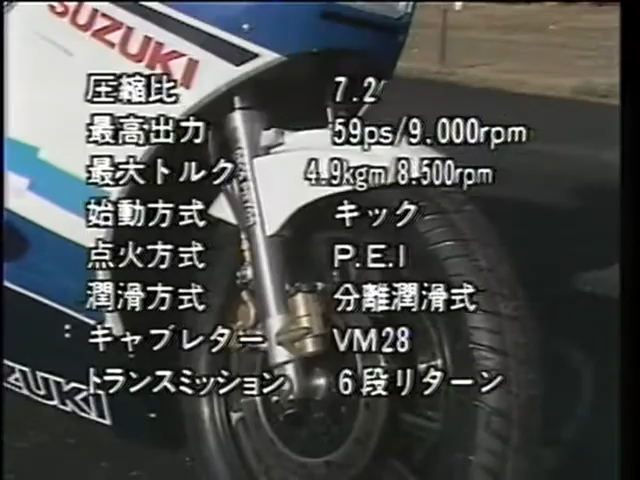 SUZUKI
圧縮比 7.2
最高出力 59ps/9.000rpm
最大トルク 4.9kgm/8.500rpm
始動方式 キック
点火方式 P.E.I
潤滑方式 分離潤滑式
キャブレター VM28
トランスミッション 6段リターン
ZUKI